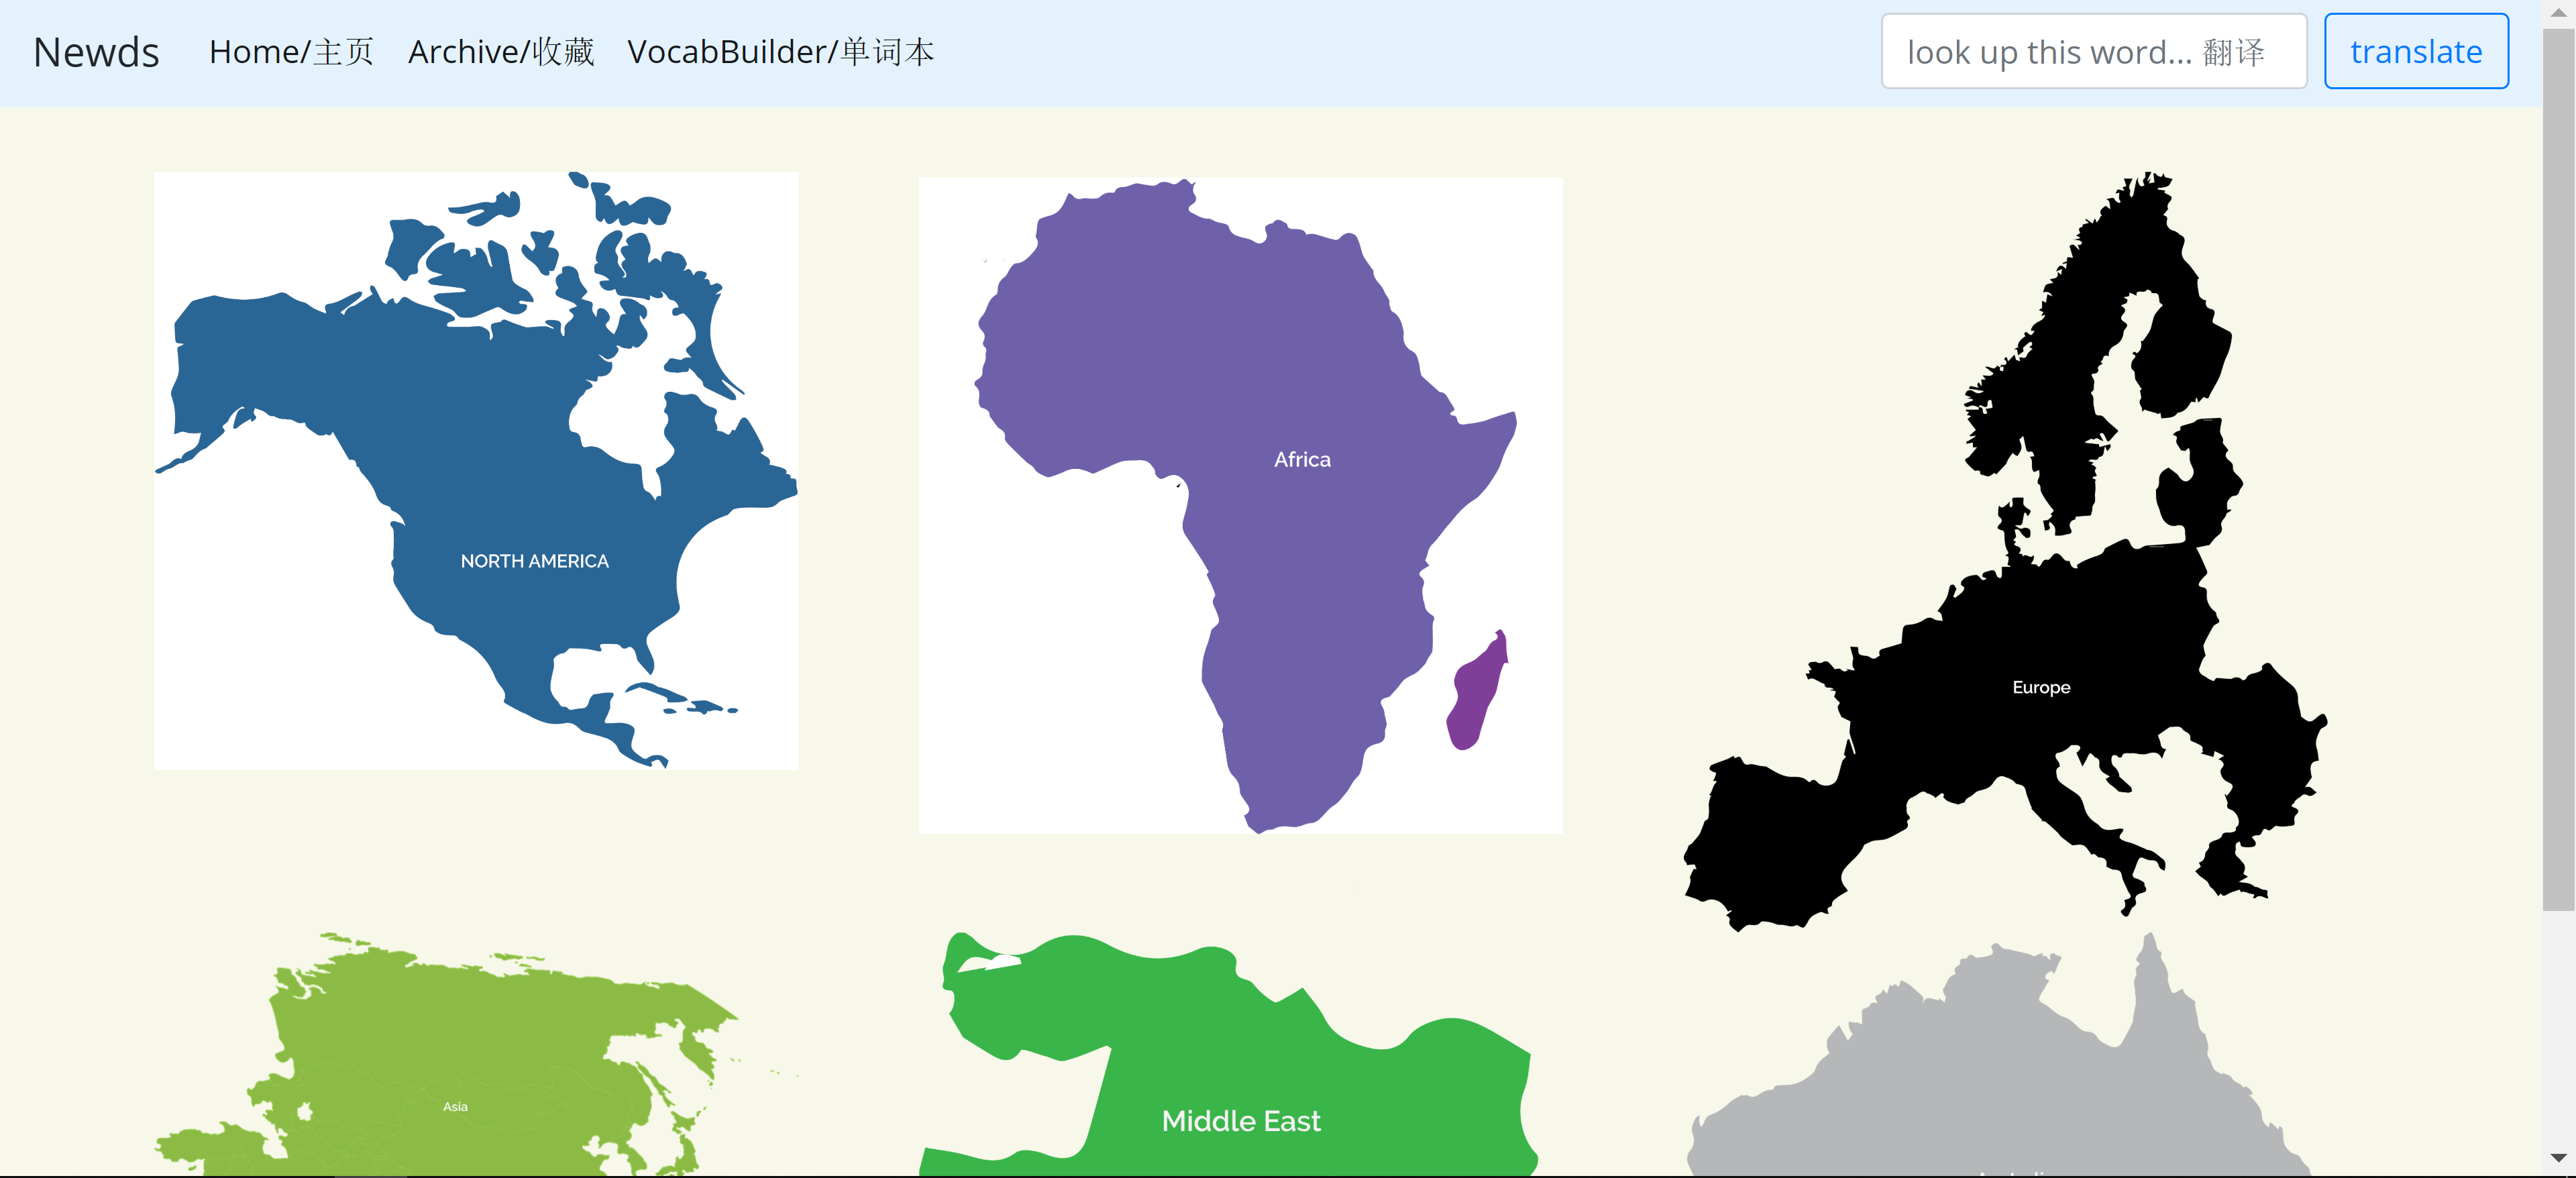 Newds Home/主页 Archive/收藏 VocabBuilder/单词本 look up this word... 翻译 translate
NORTH AMERICA
Africa
Europe
Asia
Middle East